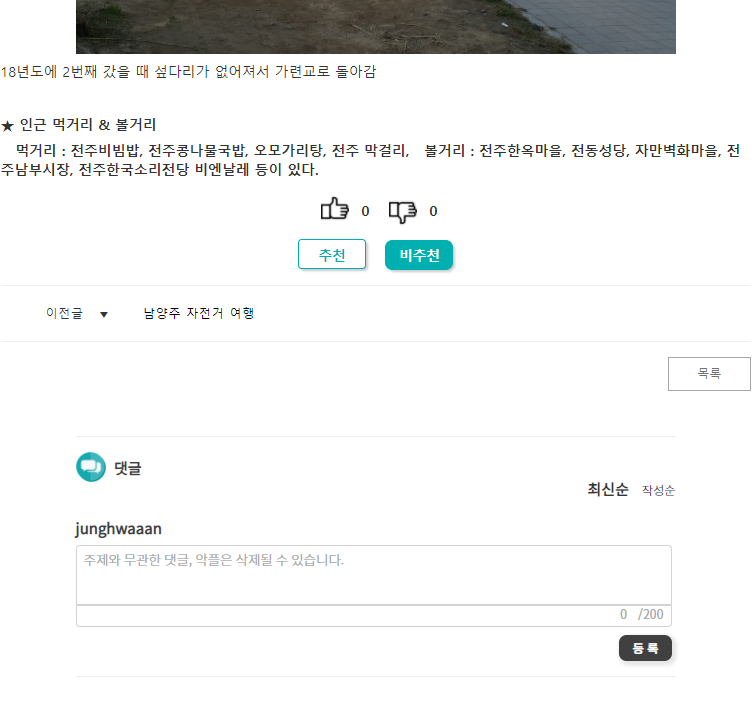 18년도에 2번째 갔을 때 섶다리가 없어져서 가련교로 돌아감
★ 인근 먹거리 & 볼거리
먹거리 : 전주비빔밥, 전주콩나물국밥, 오모가리탕, 전주 막걸리, 볼거리 : 전주한옥마을, 전동성당, 자만벽화마을, 전
주남부시장, 전주한국소리전당 비엔날레 등이 있다.
0 0
추천 비추천
이전글 ▼ 남양주 자전거 여행
목록
댓글
최신순 작성순
junghwaaan
주제와 무관한 댓글, 악플은 삭제될 수 있습니다.
0 /200
등록